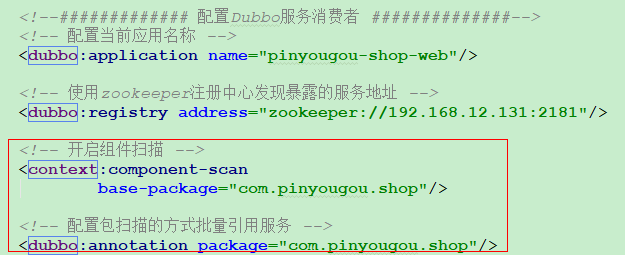 <!--############# 配置Dubbo服务消费者 ##############-->
<!-- 配置当前应用名称 -->
<dubbo:application name="pinyougou-shop-web"/>
<!-- 使用zookeeper注册中心发现暴露的服务地址 -->
<dubbo:registry address="zookeeper://192.168.12.131:2181"/>
<!-- 开启组件扫描 -->
<context:component-scan
base-package="com.pinyougou.shop"/>
<!-- 配置包扫描的方式批量引用服务 -->
<dubbo:annotation package="com.pinyougou.shop"/>